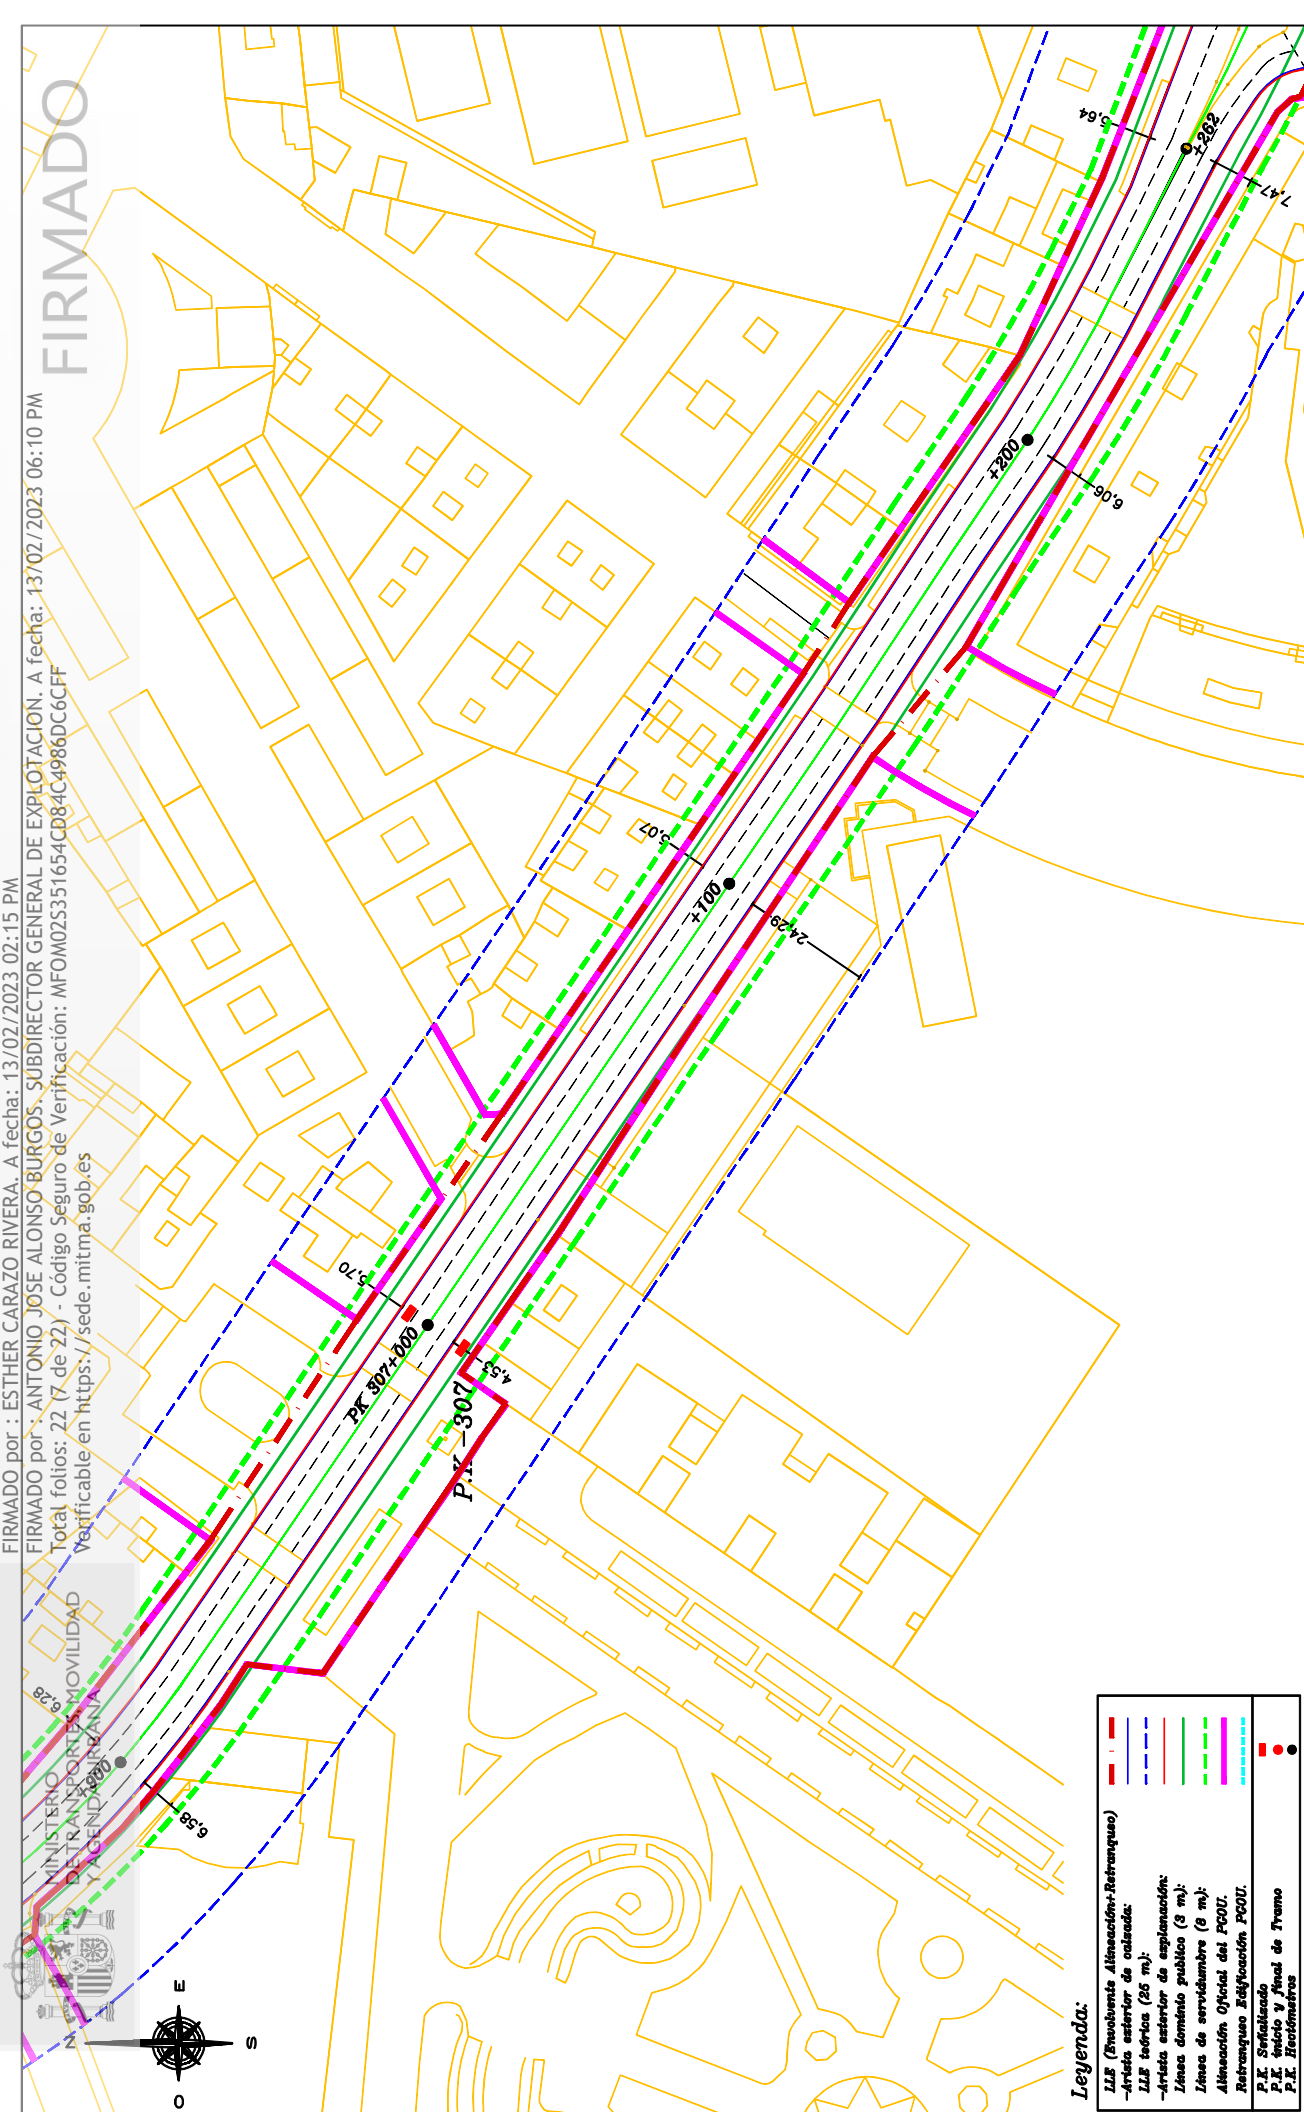 FIRMADO por : ESTHER CARAZO RIVERA. A fecha: 13/02/2023 02:15 PM
FIRMADO por : ANTONIO JOSE ALONSO BURGOS. SUBDIRECTOR GENERAL DE EXPLOTACION. A fecha: 13/02/2023 06:10 PM
Total folios: 22 (7 de 22) - Código Seguro de Verificación: MFOM02S351654CD84C4986DC6CFF
Verificable en https://sede.mitma.gob.es
FIRMADO
MINISTERIO
DE TRANSPORTES, MOVILIDAD
Y AGENDA URBANA
5,64
+262
7,47
+200
6,06
5,07
+100
24,29
5,70
PK 307+000
4,53
P.K -307
6,28
+900
6,58
N
E
S
O
Leyenda:
LLE (Envolvente Alineación+Retranqueo)
-Arista exterior de calzada:
LLE teórica (25 m):
-Arista exterior de explanación:
Línea dominio publico (3 m):
Línea de servidumbre (8 m):
Alineación Oficial del PGOU.
Retranqueo Edificación PGOU.
P.K. Señalizado
P.K. inicio y final de Tramo
P.K. Hectómetros